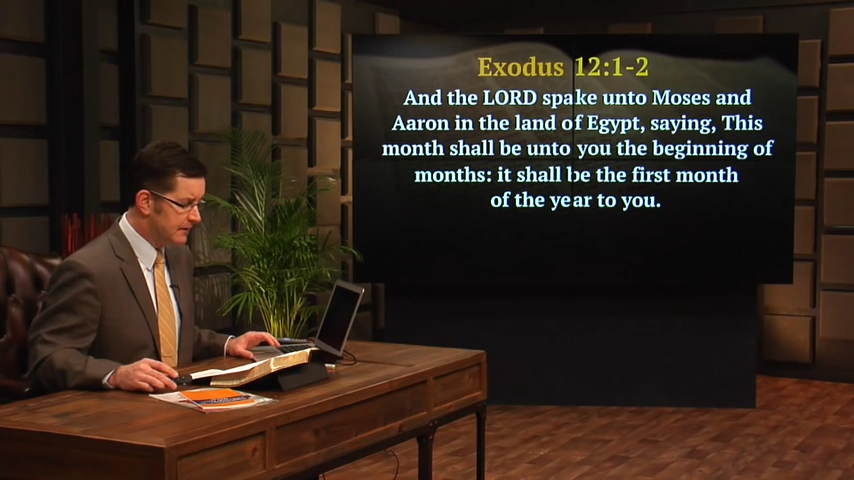 Exodus 12:1-2
And the LORD spake unto Moses and
Aaron in the land of Egypt, saying, This
month shall be unto you the beginning of
months: it shall be the first month
of the year to you.